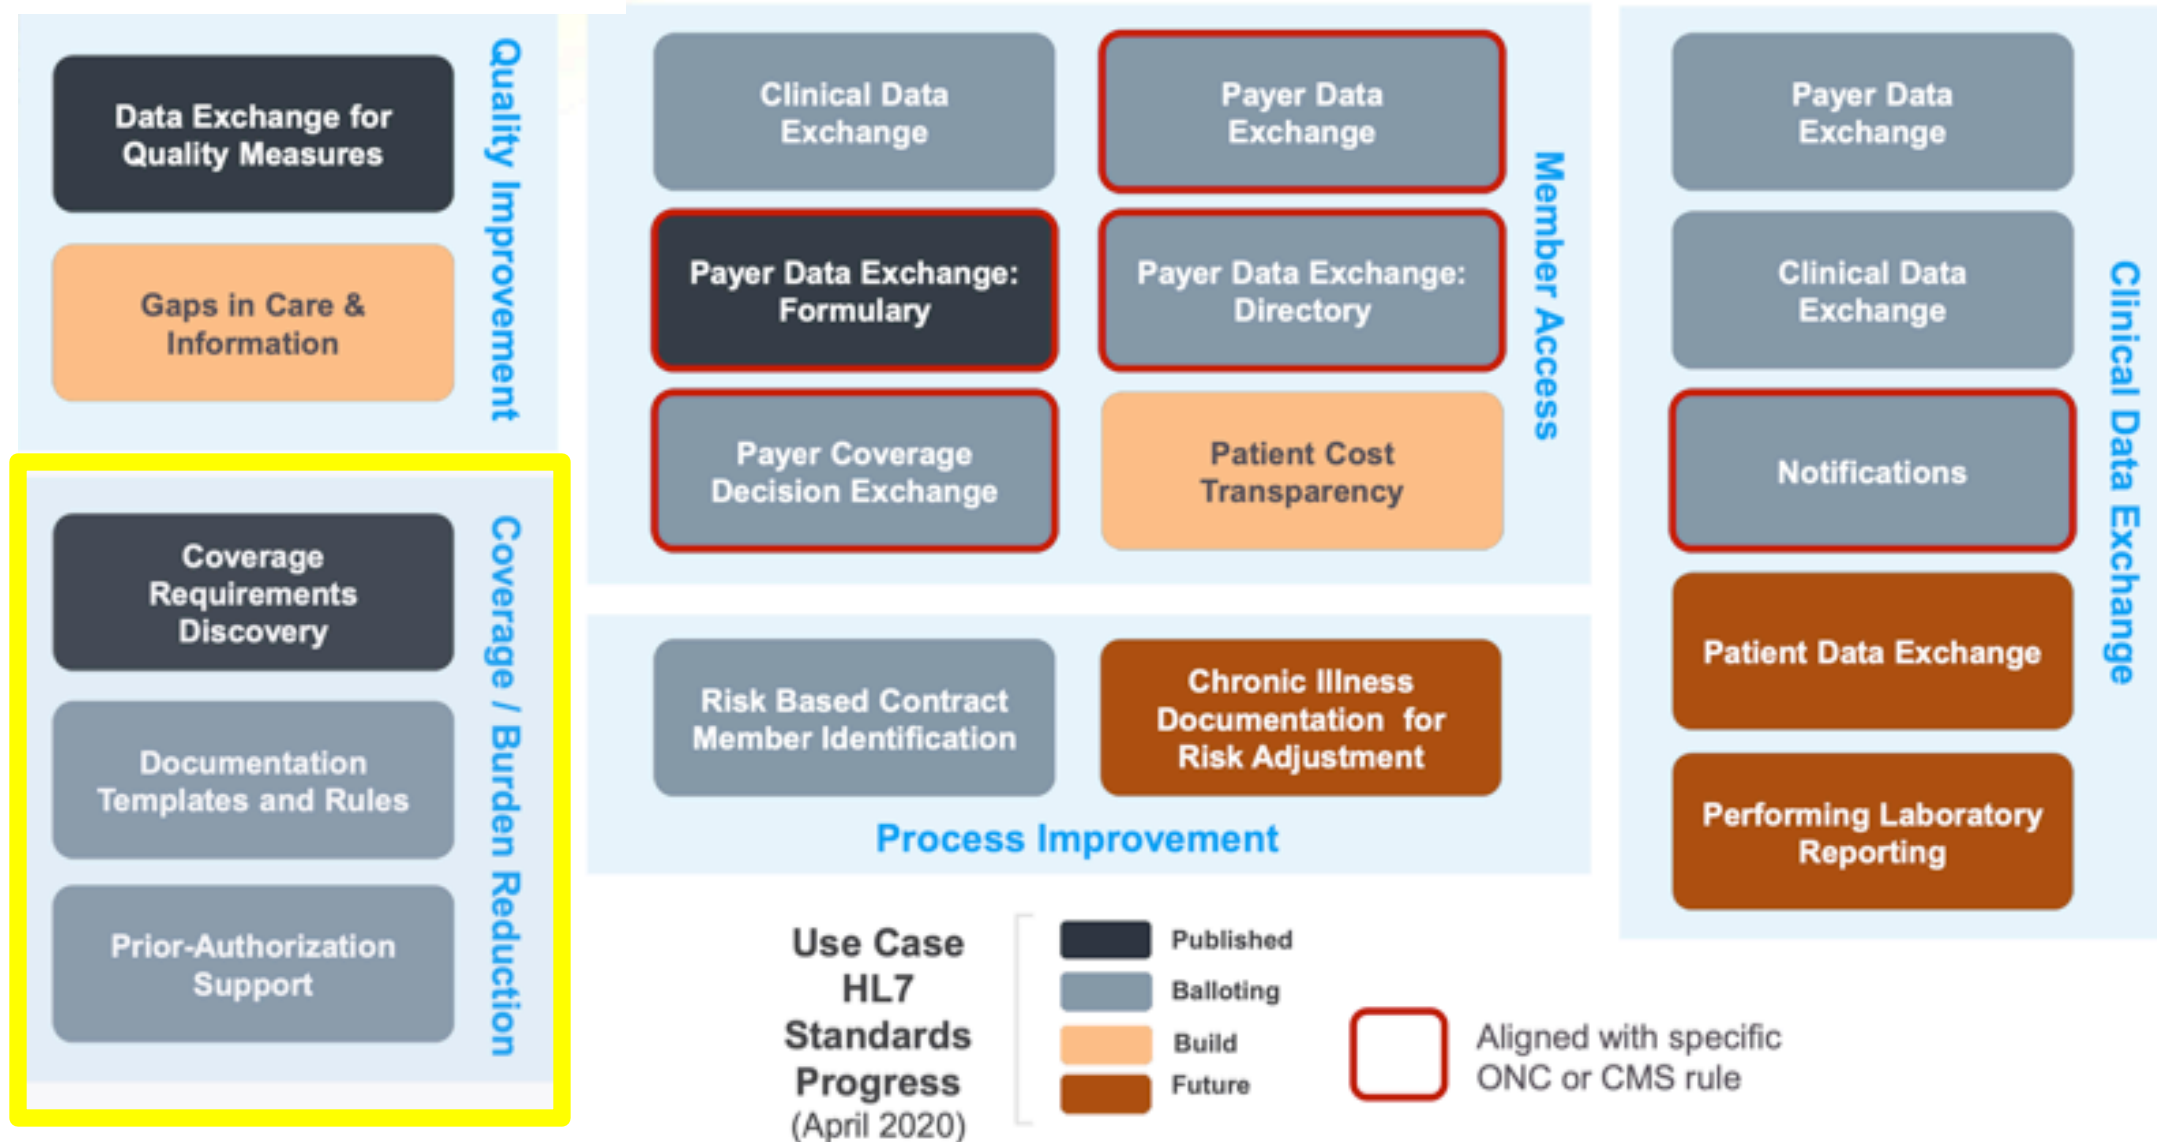 Data Exchange for
Quality Measures
Gaps in Care &
Information
Quality Improvement
Coverage
Requirements
Discovery
Documentation
Templates and Rules
Prior-Authorization
Support
Coverage / Burden Reduction
Clinical Data
Exchange
Payer Data
Exchange
Payer Data Exchange:
Formulary
Payer Data Exchange:
Directory
Payer Coverage
Decision Exchange
Patient Cost
Transparency
Member Access
Risk Based Contract
Member Identification
Chronic Illness
Documentation for
Risk Adjustment
Process Improvement
Payer Data
Exchange
Clinical Data
Exchange
Notifications
Patient Data Exchange
Performing Laboratory
Reporting
Clinical Data Exchange
Use Case
HL7
Standards
Progress
(April 2020)
Published
Balloting
Build
Future
Aligned with specific
ONC or CMS rule